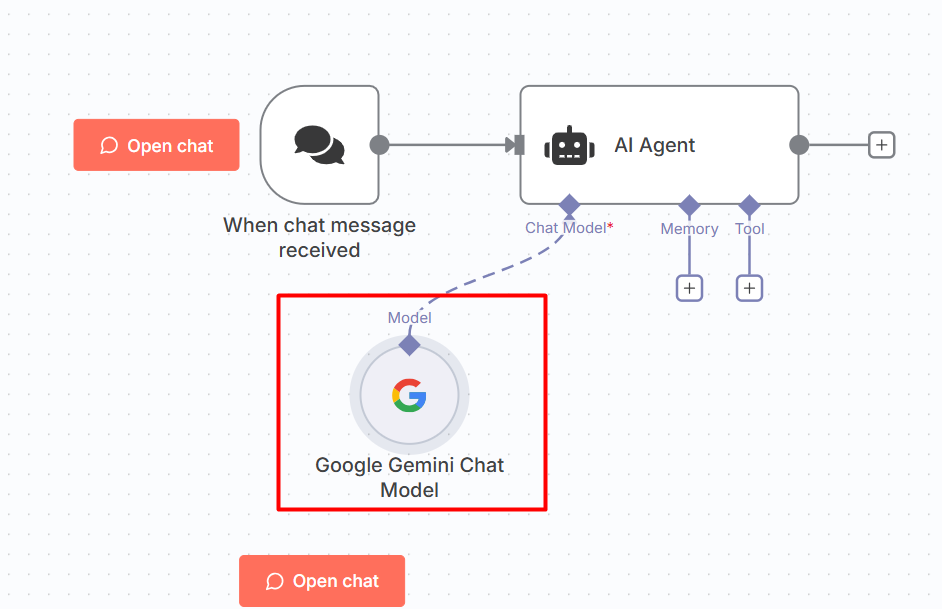 Open chat
AI Agent
When chat message
received
Chat Model*
Memory
Tool
Model
Google Gemini Chat
Model
Open chat